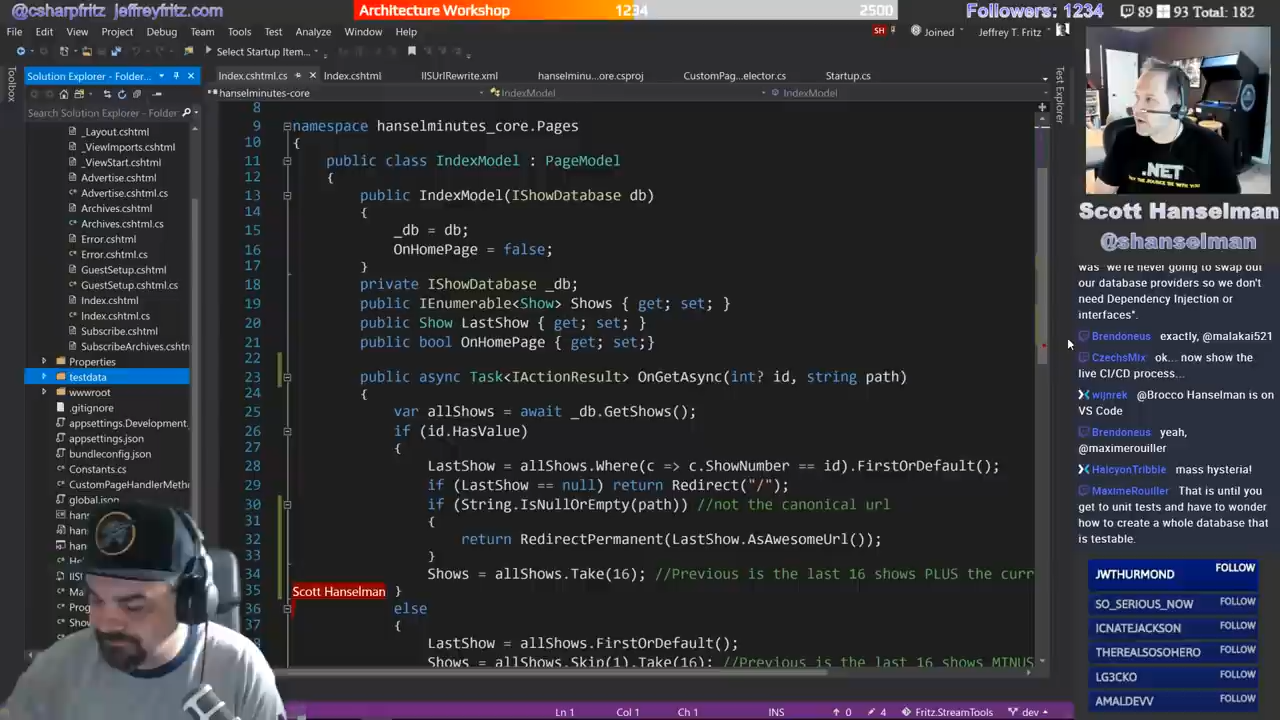 @csharpfritz jeffreyfritz.com
Architecture Workshop
1234
2500
Followers: 1234
89
93 Total: 182
File Edit View Project Debug Team Tools Test Analyze Window Help
SH
Joined
Jeffrey T. Fritz
Select Startup Item...
Toolbox
Solution Explorer - Folder...
Index.cshtml.cs
Index.cshtml
IISUrlRewrite.xml
hanselminu...ore.csproj
CustomPag...elector.cs
Startup.cs
Test Explorer
hanselminutes-core
IndexModel
IndexModel
Search Solution Explorer - Folder
_Layout.cshtml
_ViewImports.cshtml
_ViewStart.cshtml
Advertise.cshtml
Advertise.cshtml.cs
Archives.cshtml
Archives.cshtml.cs
Error.cshtml
Error.cshtml.cs
GuestSetup.cshtml
GuestSetup.cshtml.cs
Index.cshtml
Index.cshtml.cs
Subscribe.cshtml
SubscribeArchives.cshtm
Properties
testdata
wwwroot
.gitignore
appsettings.Development.
appsettings.json
bundleconfig.json
Constants.cs
CustomPageHandlerMetho
global.json
8
9 namespace hanselminutes_core.Pages
10 {
11 public class IndexModel : PageModel
12 {
13 public IndexModel(IShowDatabase db)
14 {
15 _db = db;
16 OnHomePage = false;
17 }
18 private IShowDatabase _db;
19 public IEnumerable<Show> Shows { get; set; }
20 public Show LastShow { get; set; }
21 public bool OnHomePage { get; set;}
22
23 public async Task<IActionResult> OnGetAsync(int? id, string path)
24 {
25 var allShows = await _db.GetShows();
26 if (id.HasValue)
27 {
28 LastShow = allShows.Where(c => c.ShowNumber == id).FirstOrDefault();
29 if (LastShow == null) return Redirect("/");
30 if (String.IsNullOrEmpty(path)) //not the canonical url
31 {
32 return RedirectPermanent(LastShow.AsAwesomeUrl());
33 }
34 Shows = allShows.Take(16); //Previous is the last 16 shows PLUS the curr
35 Scott Hanselman }
36 else
37 {
LastShow = allShows.FirstOrDefault();
Shows = allShows.Skip(1).Take(16); //Previous is the last 16 shows MINUS
Ln 1 Col 1 Ch 1 INS
0
4
Fritz.StreamTools
dev
.NET
Scott Hanselman
@shanselman
was "we're never going to swap out
our database providers so we don't
need Dependency Injection or
interfaces".
Brendoneus exactly, @malakai521
CzechsMix ok... now show the
live CI/CD process...
wijnrek @Brocco Hanselman is on
VS Code
Brendoneus yeah,
@maximerouiller
HalcyonTribble mass hysteria!
MaximeRouiller That is until you
get to unit tests and have to wonder
how to create a whole database that
is testable.
JWTHURMOND FOLLOW
SO_SERIOUS_NOW FOLLOW
ICNATEJACKSON FOLLOW
THEREALSOSOHERO FOLLOW
LG3CKO FOLLOW
AMALDEVV FOLLOW